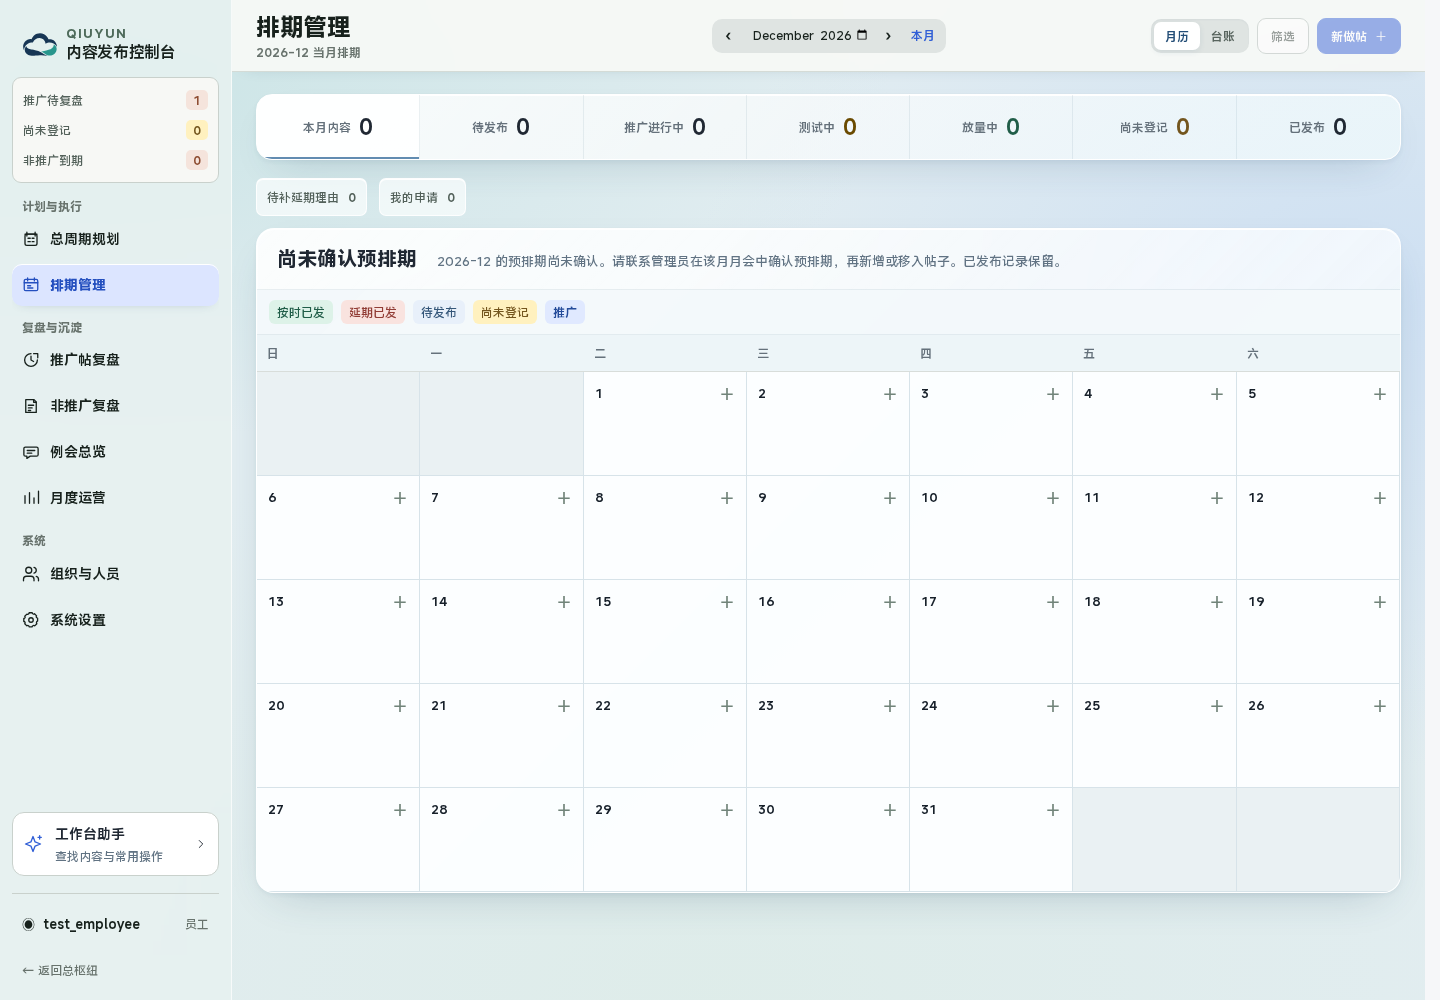 QIUYUN
内容发布控制台
推广待复盘 1
尚未登记 0
非推广到期 0
计划与执行
总周期规划
排期管理
复盘与沉淀
推广帖复盘
非推广复盘
例会总览
月度运营
系统
组织与人员
系统设置
工作台助手
查找内容与常用操作
test_employee 员工
← 返回总枢纽
排期管理
2026-12 当月排期
‹ December 2026 › 本月
月历 台账 筛选 新做帖 +
本月内容 0 待发布 0 推广进行中 0 测试中 0 放量中 0 尚未登记 0 已发布 0
待补延期理由 0 我的申请 0
尚未确认预排期 2026-12 的预排期尚未确认。请联系管理员在该月月会中确认预排期，再新增或移入帖子。已发布记录保留。
按时已发 延期已发 待发布 尚未登记 推广
日 一 二 三 四 五 六
1 + 2 + 3 + 4 + 5 +
6 + 7 + 8 + 9 + 10 + 11 + 12 +
13 + 14 + 15 + 16 + 17 + 18 + 19 +
20 + 21 + 22 + 23 + 24 + 25 + 26 +
27 + 28 + 29 + 30 + 31 +